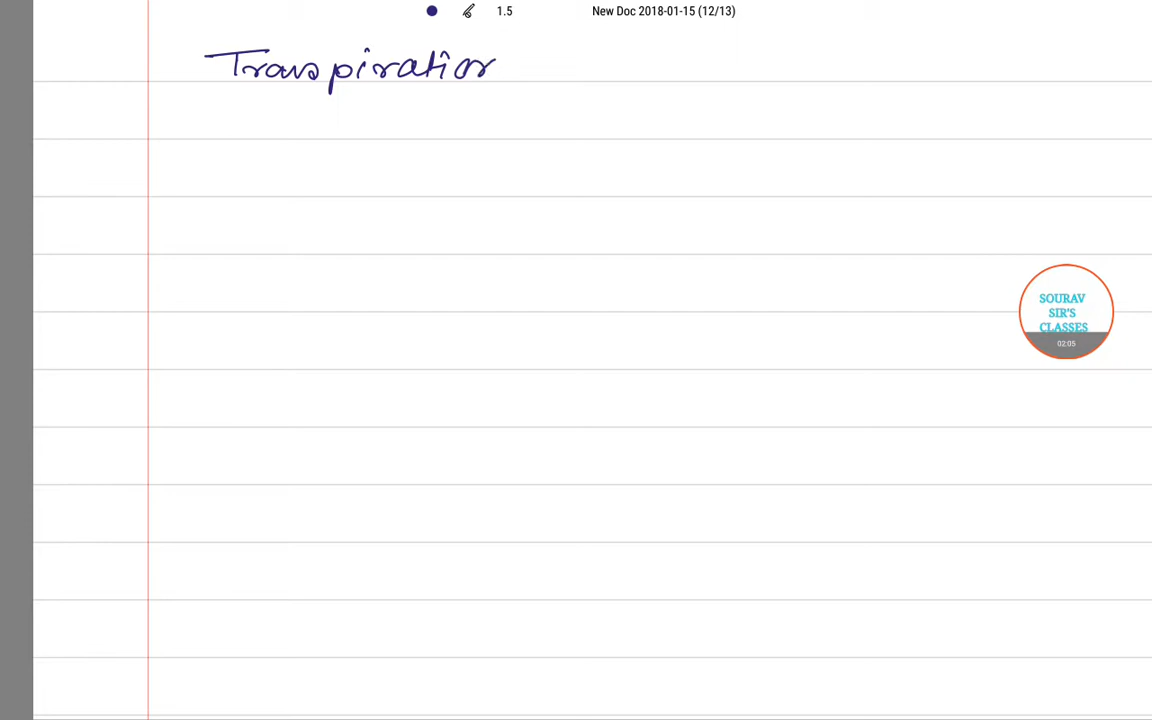 1.5 New Doc 2018-01-15 (12/13)
Transpiration
SOURAV
SIR'S
CLASSES
02:05